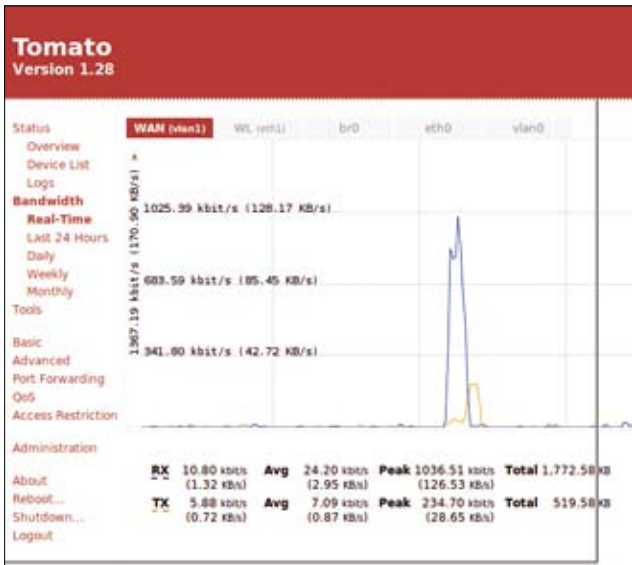 Tomato
Version 1.28
Status
Overview
Device List
Logs
Bandwidth
Real-Time
Last 24 Hours
Daily
Weekly
Monthly
Tools
Basic
Advanced
Port Forwarding
QoS
Access Restriction
Administration
About
Reboot...
Shutdown...
Logout
WAN (vlan1) WL (eth1) br0 eth0 vlan0
1367.19 kbit/s (170.90 KB/s)
1025.39 kbit/s (128.17 KB/s)
683.59 kbit/s (85.45 KB/s)
341.80 kbit/s (42.72 KB/s)
RX 10.80 kbit/s Avg 24.20 kbit/s Peak 1036.51 kbit/s Total 1,772.58 KB
(1.32 KB/s) (2.95 KB/s) (126.53 KB/s)
TX 5.88 kbit/s Avg 7.09 kbit/s Peak 234.70 kbit/s Total 519.58 KB
(0.72 KB/s) (0.87 KB/s) (28.65 KB/s)